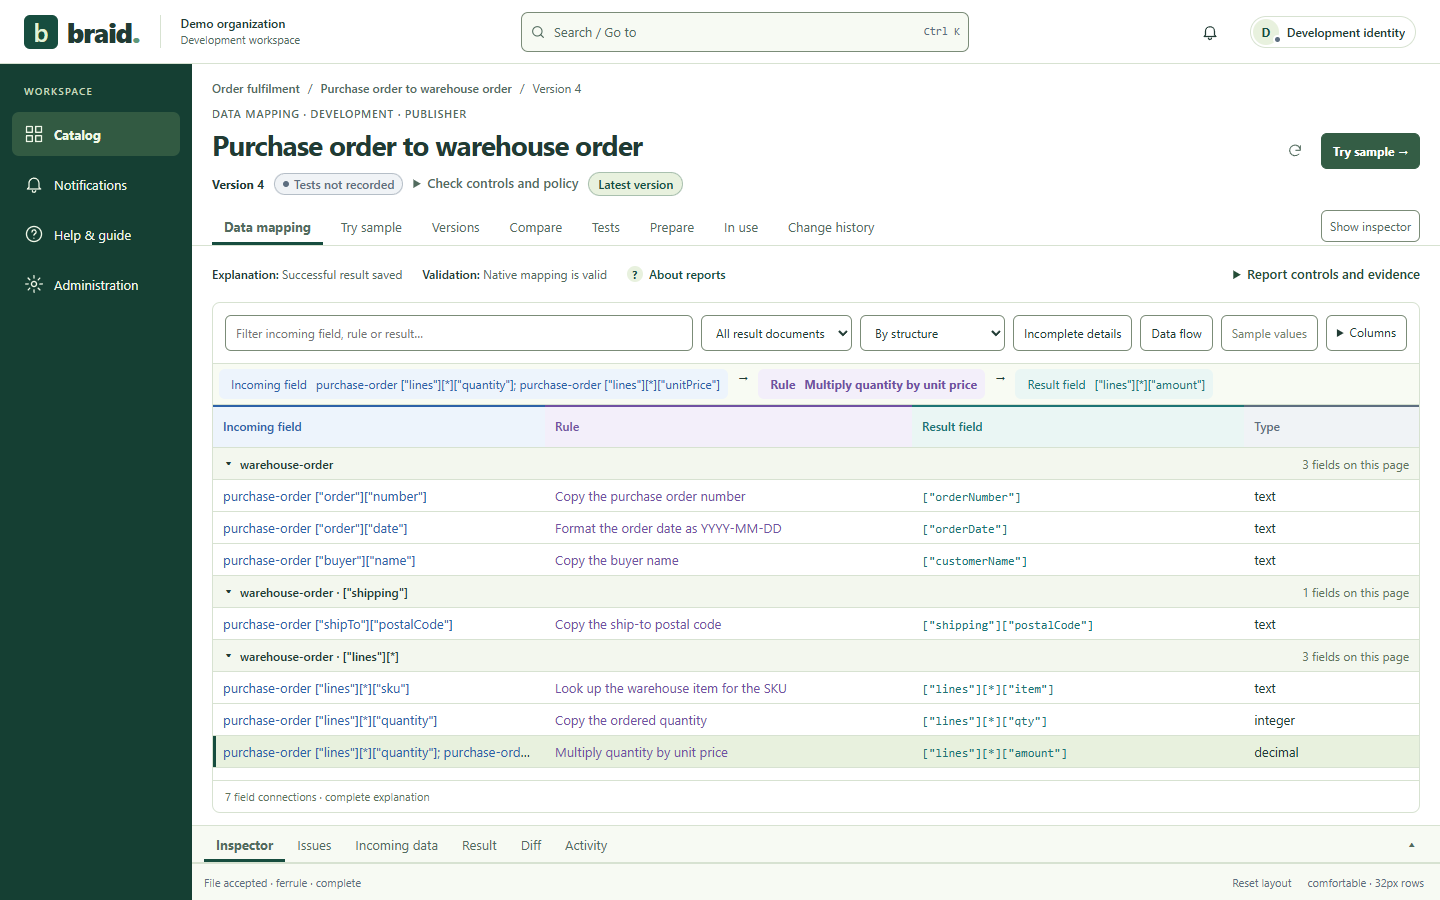 b braid.
Demo organization
Development workspace
Search / Go to
Ctrl K
D
Development identity
WORKSPACE
Catalog
Notifications
Help & guide
Administration
Order fulfilment / Purchase order to warehouse order / Version 4
DATA MAPPING · DEVELOPMENT · PUBLISHER
Purchase order to warehouse order
Try sample →
Version 4 Tests not recorded ▶ Check controls and policy Latest version
Data mapping Try sample Versions Compare Tests Prepare In use Change history
Show inspector
Explanation: Successful result saved Validation: Native mapping is valid ? About reports
▶ Report controls and evidence
Filter incoming field, rule or result...
All result documents
By structure
Incomplete details
Data flow
Sample values
▶ Columns
Incoming field purchase-order ["lines"][*]["quantity"]; purchase-order ["lines"][*]["unitPrice"] → Rule Multiply quantity by unit price → Result field ["lines"][*]["amount"]
Incoming field Rule Result field Type
warehouse-order 3 fields on this page
purchase-order ["order"]["number"] Copy the purchase order number ["orderNumber"] text
purchase-order ["order"]["date"] Format the order date as YYYY-MM-DD ["orderDate"] text
purchase-order ["buyer"]["name"] Copy the buyer name ["customerName"] text
warehouse-order · ["shipping"] 1 fields on this page
purchase-order ["shipTo"]["postalCode"] Copy the ship-to postal code ["shipping"]["postalCode"] text
warehouse-order · ["lines"][*] 3 fields on this page
purchase-order ["lines"][*]["sku"] Look up the warehouse item for the SKU ["lines"][*]["item"] text
purchase-order ["lines"][*]["quantity"] Copy the ordered quantity ["lines"][*]["qty"] integer
purchase-order ["lines"][*]["quantity"]; purchase-ord... Multiply quantity by unit price ["lines"][*]["amount"] decimal
7 field connections · complete explanation
Inspector Issues Incoming data Result Diff Activity
File accepted · ferrule · complete
Reset layout comfortable · 32px rows